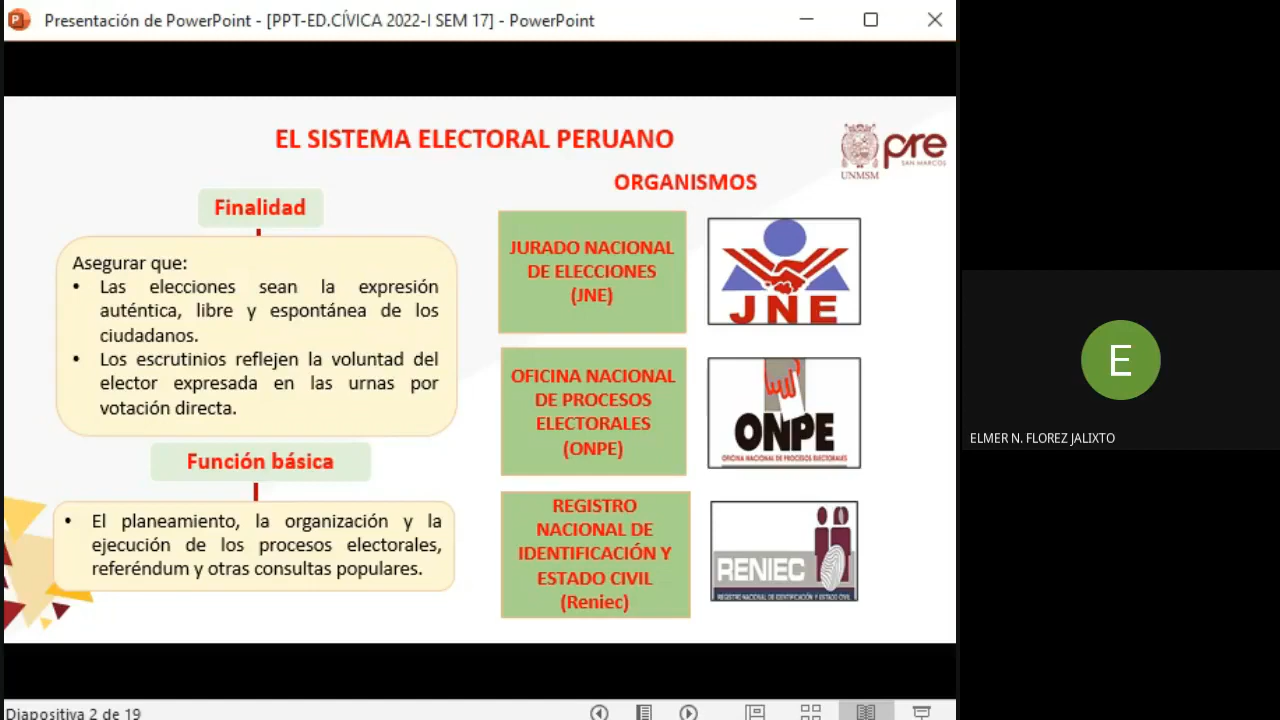 Presentación de PowerPoint - [PPT-ED.CÍVICA 2022-I SEM 17] - PowerPoint
EL SISTEMA ELECTORAL PERUANO
pre
SAN MARCOS
UNMSM
ORGANISMOS
Finalidad
Asegurar que:
• Las elecciones sean la expresión
auténtica, libre y espontánea de los
ciudadanos.
• Los escrutinios reflejen la voluntad del
elector expresada en las urnas por
votación directa.
Función básica
• El planeamiento, la organización y la
ejecución de los procesos electorales,
referéndum y otras consultas populares.
JURADO NACIONAL
DE ELECCIONES
(JNE)
JNE
OFICINA NACIONAL
DE PROCESOS
ELECTORALES
(ONPE)
ONPE
OFICINA NACIONAL DE PROCESOS ELECTORALES
REGISTRO
NACIONAL DE
IDENTIFICACIÓN Y
ESTADO CIVIL
(Reniec)
RENIEC
REGISTRO NACIONAL DE IDENTIFICACIÓN Y ESTADO CIVIL
E
ELMER N. FLOREZ JALIXTO
Diapositiva 2 de 19